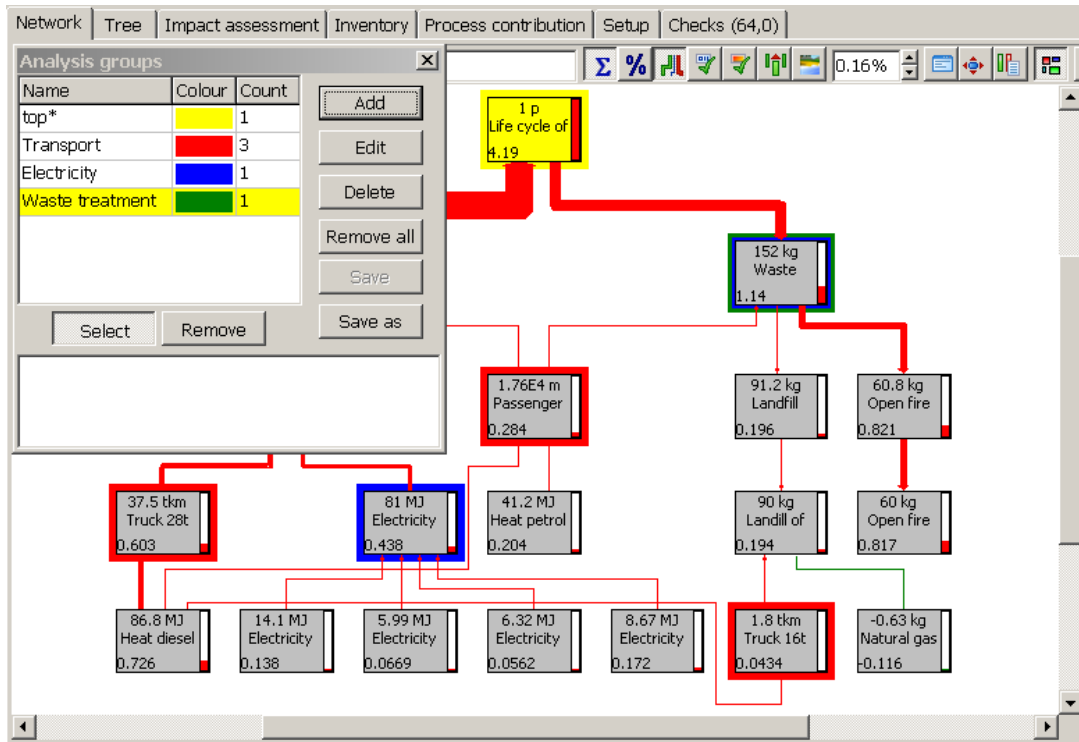 Network Tree Impact assessment Inventory Process contribution Setup Checks (64,0)
Analysis groups
0.16%
Name Colour Count
top* 1
Transport 3
Electricity 1
Waste treatment 1
Add
Edit
Delete
Remove all
Save
Save as
Select Remove
1 p
Life cycle of
4.19
152 kg
Waste
1.14
1.76E4 m
Passenger
0.284
91.2 kg
Landfill
0.196
60.8 kg
Open fire
0.821
37.5 tkm
Truck 28t
0.603
81 MJ
Electricity
0.438
41.2 MJ
Heat petrol
0.204
90 kg
Landill of
0.194
60 kg
Open fire
0.817
86.8 MJ
Heat diesel
0.726
14.1 MJ
Electricity
0.138
5.99 MJ
Electricity
0.0669
6.32 MJ
Electricity
0.0562
8.67 MJ
Electricity
0.172
1.8 tkm
Truck 16t
0.0434
-0.63 kg
Natural gas
-0.116